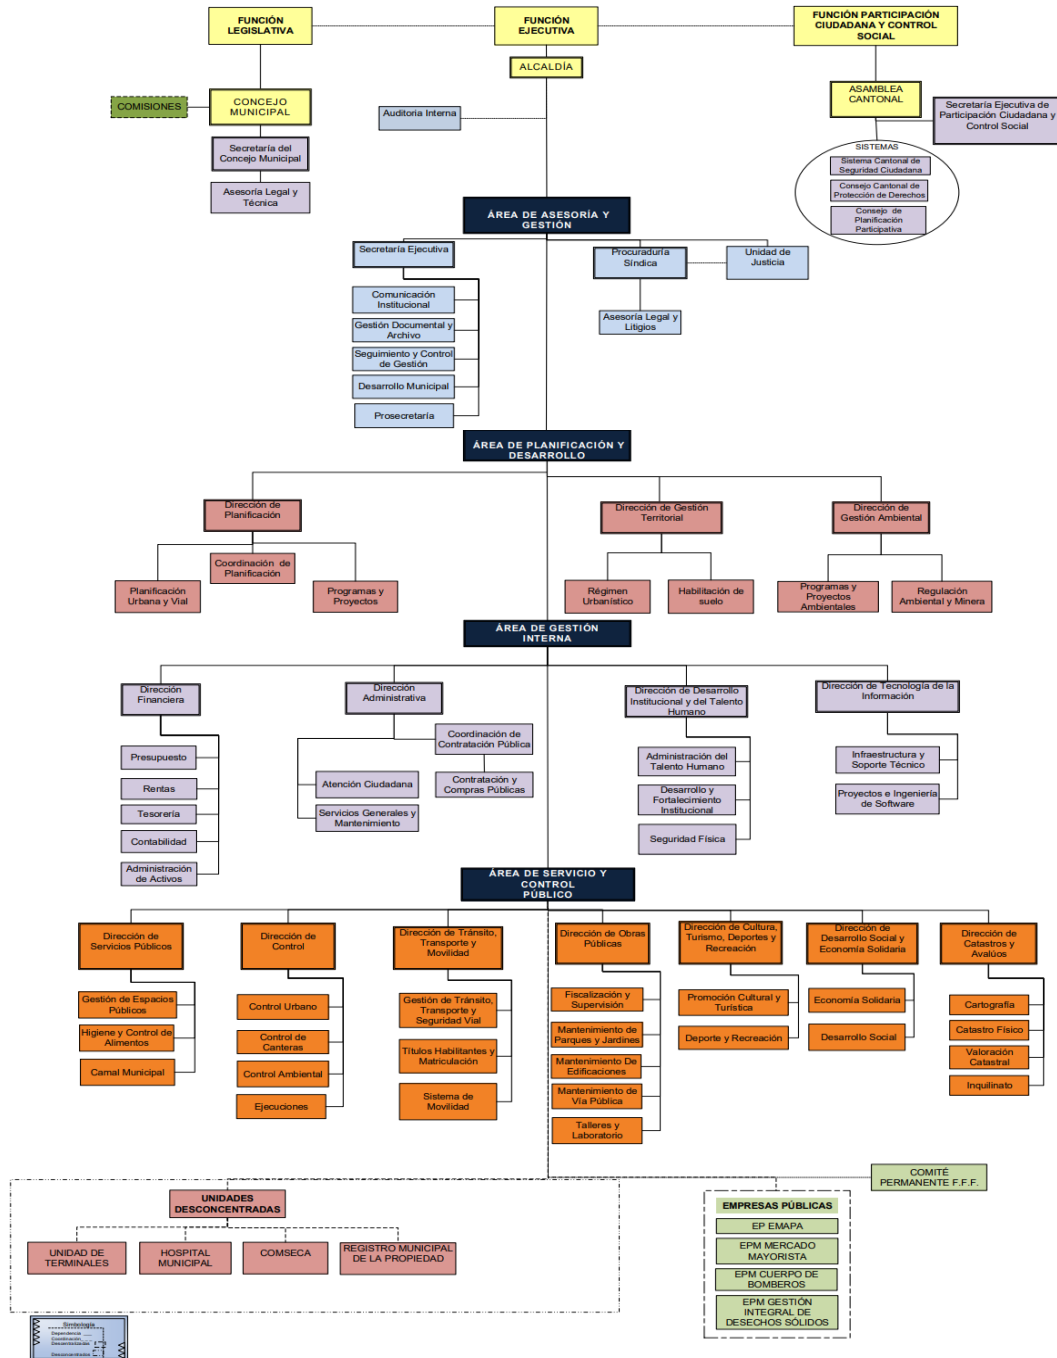 FUNCIÓN
LEGISLATIVA
FUNCIÓN
EJECUTIVA
FUNCIÓN PARTICIPACIÓN
CIUDADANA Y CONTROL
SOCIAL
ALCALDÍA
COMISIONES
CONCEJO
MUNICIPAL
Auditoria Interna
ASAMBLEA
CANTONAL
Secretaría Ejecutiva de
Participación Ciudadana y
Control Social
Secretaría del
Concejo Municipal
Asesoría Legal y
Técnica
SISTEMAS
Sistema Cantonal de
Seguridad Ciudadana
Consejo Cantonal de
Protección de Derechos
Consejo de
Planificación
Participativa
ÁREA DE ASESORÍA Y
GESTIÓN
Secretaría Ejecutiva
Procuraduría
Síndica
Unidad de
Justicia
Comunicación
Institucional
Gestión Documental y
Archivo
Seguimiento y Control
de Gestión
Desarrollo Municipal
Prosecretaría
Asesoría Legal y
Litigios
ÁREA DE PLANIFICACIÓN Y
DESARROLLO
Dirección de
Planificación
Dirección de Gestión
Territorial
Dirección de
Gestión Ambiental
Planificación
Urbana y Vial
Coordinación de
Planificación
Programas y
Proyectos
Régimen
Urbanístico
Habilitación de
suelo
Programas y
Proyectos
Ambientales
Regulación
Ambiental y Minera
ÁREA DE GESTIÓN
INTERNA
Dirección
Financiera
Dirección
Administrativa
Dirección de Desarrollo
Institucional y del Talento
Humano
Dirección de Tecnología de la
Información
Presupuesto
Rentas
Tesorería
Contabilidad
Administración
de Activos
Coordinación de
Contratación Pública
Atención Ciudadana
Contratación y
Compras Públicas
Servicios Generales y
Mantenimiento
Administración del
Talento Humano
Desarrollo y
Fortalecimiento
Institucional
Seguridad Física
Infraestructura y
Soporte Técnico
Proyectos e Ingeniería
de Software
ÁREA DE SERVICIO Y
CONTROL
PÚBLICO
Dirección de
Servicios Públicos
Dirección de
Control
Dirección de Tránsito,
Transporte y
Movilidad
Dirección de Obras
Públicas
Dirección de Cultura,
Turismo, Deportes y
Recreación
Dirección de
Desarrollo Social y
Economía Solidaria
Dirección de
Catastros y
Avalúos
Gestión de Espacios
Públicos
Higiene y Control de
Alimentos
Camal Municipal
Control Urbano
Control de
Canteras
Control Ambiental
Ejecuciones
Gestión de Tránsito,
Transporte y
Seguridad Vial
Títulos Habilitantes y
Matriculación
Sistema de
Movilidad
Fiscalización y
Supervisión
Mantenimiento de
Parques y Jardines
Mantenimiento De
Edificaciones
Mantenimiento de
Vía Pública
Talleres y
Laboratorio
Promoción Cultural y
Turística
Deporte y Recreación
Economía Solidaria
Desarrollo Social
Cartografía
Catastro Físico
Valoración
Catastral
Inquilinato
UNIDADES
DESCONCENTRADAS
UNIDAD DE
TERMINALES
HOSPITAL
MUNICIPAL
COMSECA
REGISTRO MUNICIPAL
DE LA PROPIEDAD
COMITÉ
PERMANENTE F.F.F.
EMPRESAS PÚBLICAS
EP EMAPA
EPM MERCADO
MAYORISTA
EPM CUERPO DE
BOMBEROS
EPM GESTIÓN
INTEGRAL DE
DESECHOS SÓLIDOS
Simbología
Dependencia
Coordinación